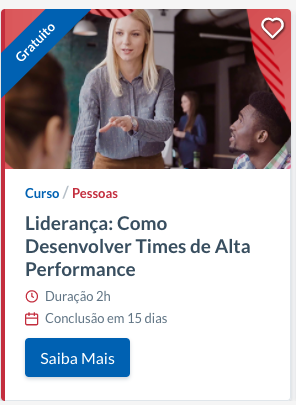 Gratuito
Curso / Pessoas
Liderança: Como
Desenvolver Times de Alta
Performance
Duração 2h
Conclusão em 15 dias
Saiba Mais